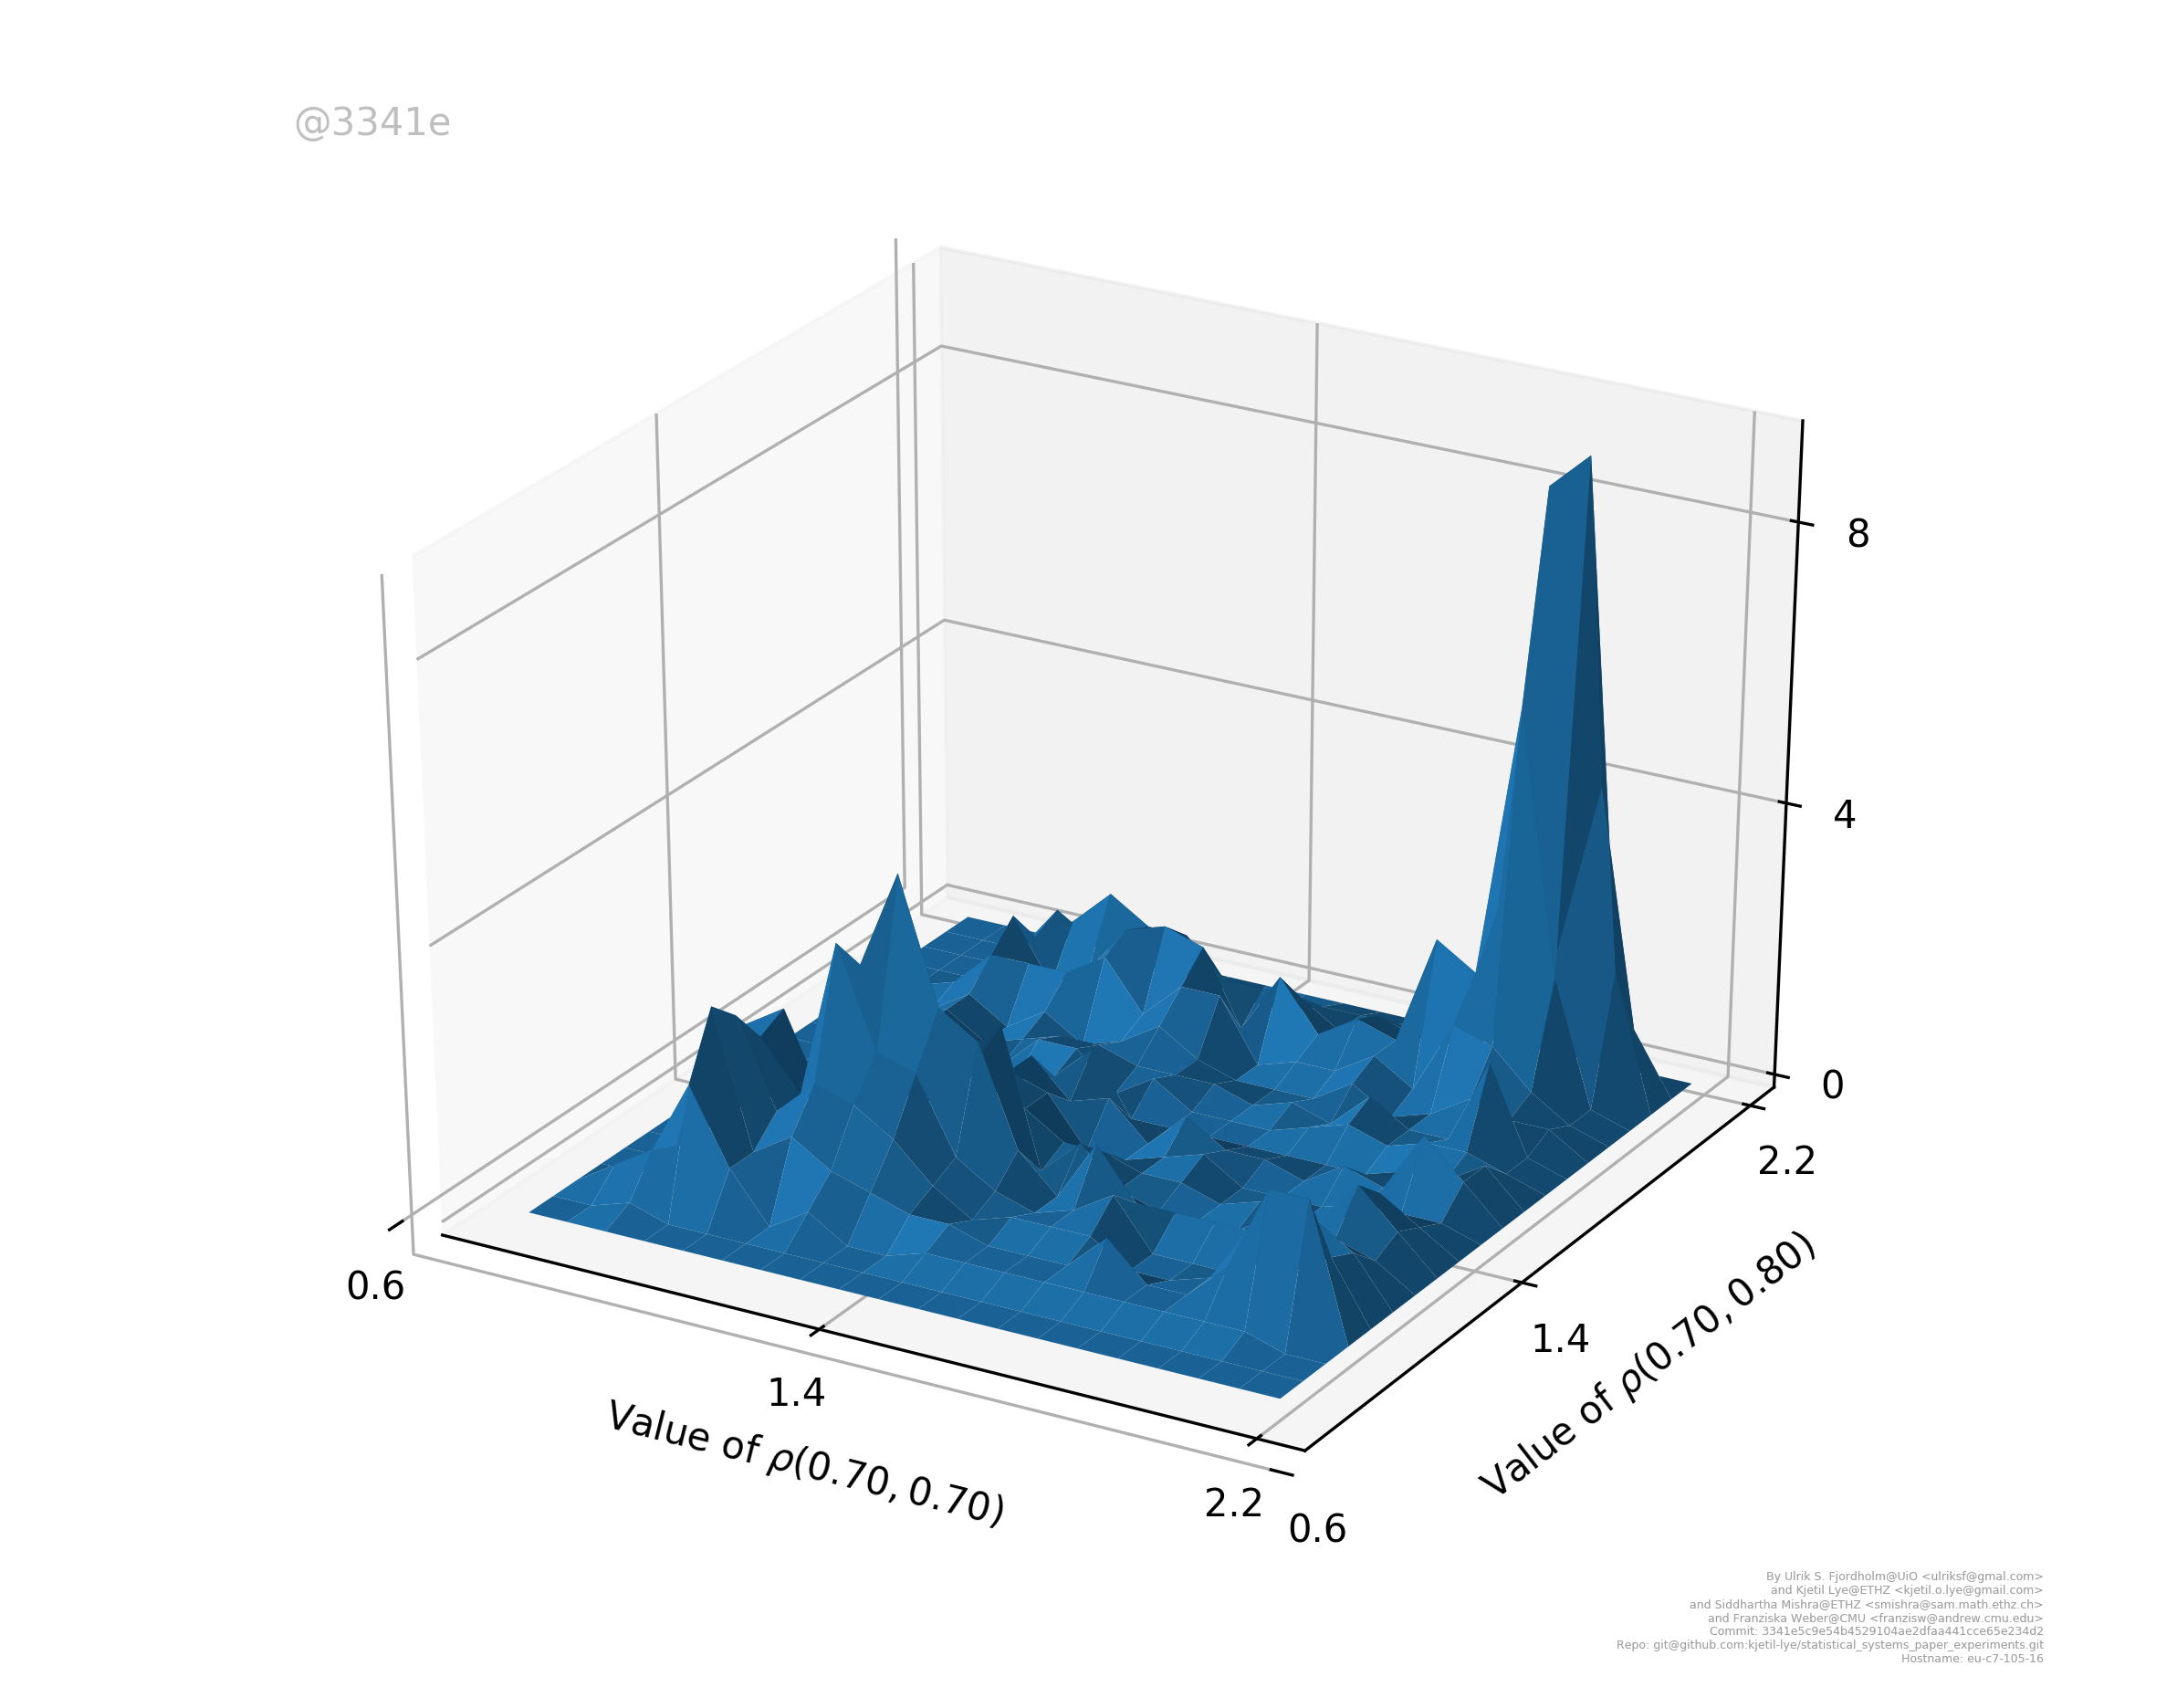 @3341e
8
4
0
2.2
1.4
0.6
0.6
1.4
2.2
Value of ρ(0.70, 0.70)
Value of ρ(0.70, 0.80)
By Ulrik S. Fjordholm@UiO <ulriksf@gmal.com>
and Kjetil Lye@ETHZ <kjetil.o.lye@gmail.com>
and Siddhartha Mishra@ETHZ <smishra@sam.math.ethz.ch>
and Franziska Weber@CMU <franzisw@andrew.cmu.edu>
Commit: 3341e5c9e54b4529104ae2dfaa441cce65e234d2
Repo: git@github.com:kjetil-lye/statistical_systems_paper_experiments.git
Hostname: eu-c7-105-16